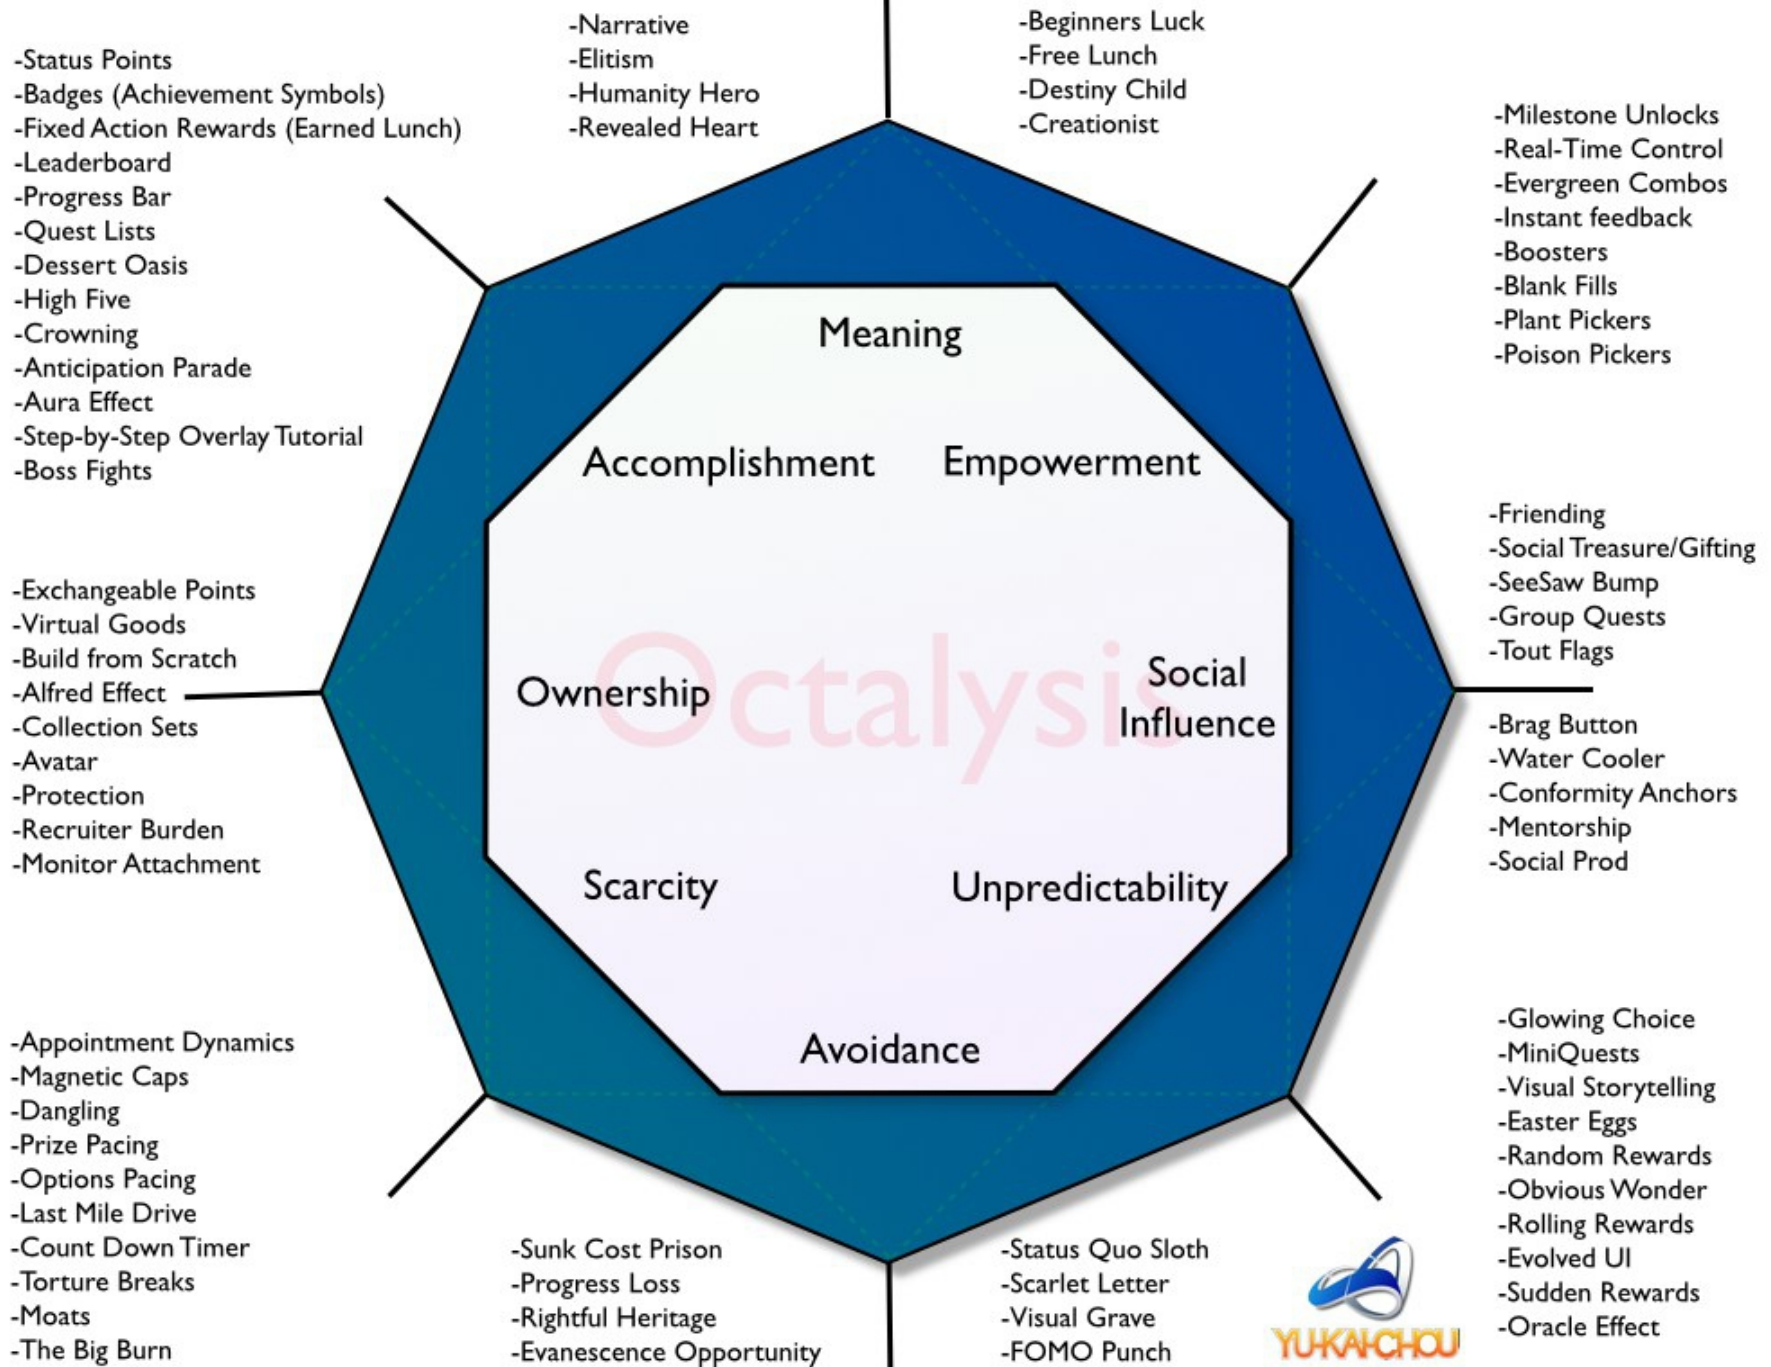 -Narrative
-Elitism
-Humanity Hero
-Revealed Heart
-Beginners Luck
-Free Lunch
-Destiny Child
-Creationist
-Status Points
-Badges (Achievement Symbols)
-Fixed Action Rewards (Earned Lunch)
-Leaderboard
-Progress Bar
-Quest Lists
-Dessert Oasis
-High Five
-Crowning
-Anticipation Parade
-Aura Effect
-Step-by-Step Overlay Tutorial
-Boss Fights
-Milestone Unlocks
-Real-Time Control
-Evergreen Combos
-Instant feedback
-Boosters
-Blank Fills
-Plant Pickers
-Poison Pickers
Meaning
Accomplishment
Empowerment
Octalysis
Ownership
Social
Influence
Scarcity
Unpredictability
Avoidance
-Exchangeable Points
-Virtual Goods
-Build from Scratch
-Alfred Effect
-Collection Sets
-Avatar
-Protection
-Recruiter Burden
-Monitor Attachment
-Friending
-Social Treasure/Gifting
-SeeSaw Bump
-Group Quests
-Tout Flags
-Brag Button
-Water Cooler
-Conformity Anchors
-Mentorship
-Social Prod
-Appointment Dynamics
-Magnetic Caps
-Dangling
-Prize Pacing
-Options Pacing
-Last Mile Drive
-Count Down Timer
-Torture Breaks
-Moats
-The Big Burn
-Sunk Cost Prison
-Progress Loss
-Rightful Heritage
-Evanescence Opportunity
-Status Quo Sloth
-Scarlet Letter
-Visual Grave
-FOMO Punch
-Glowing Choice
-MiniQuests
-Visual Storytelling
-Easter Eggs
-Random Rewards
-Obvious Wonder
-Rolling Rewards
-Evolved UI
-Sudden Rewards
-Oracle Effect
YU-KAI-CHOU